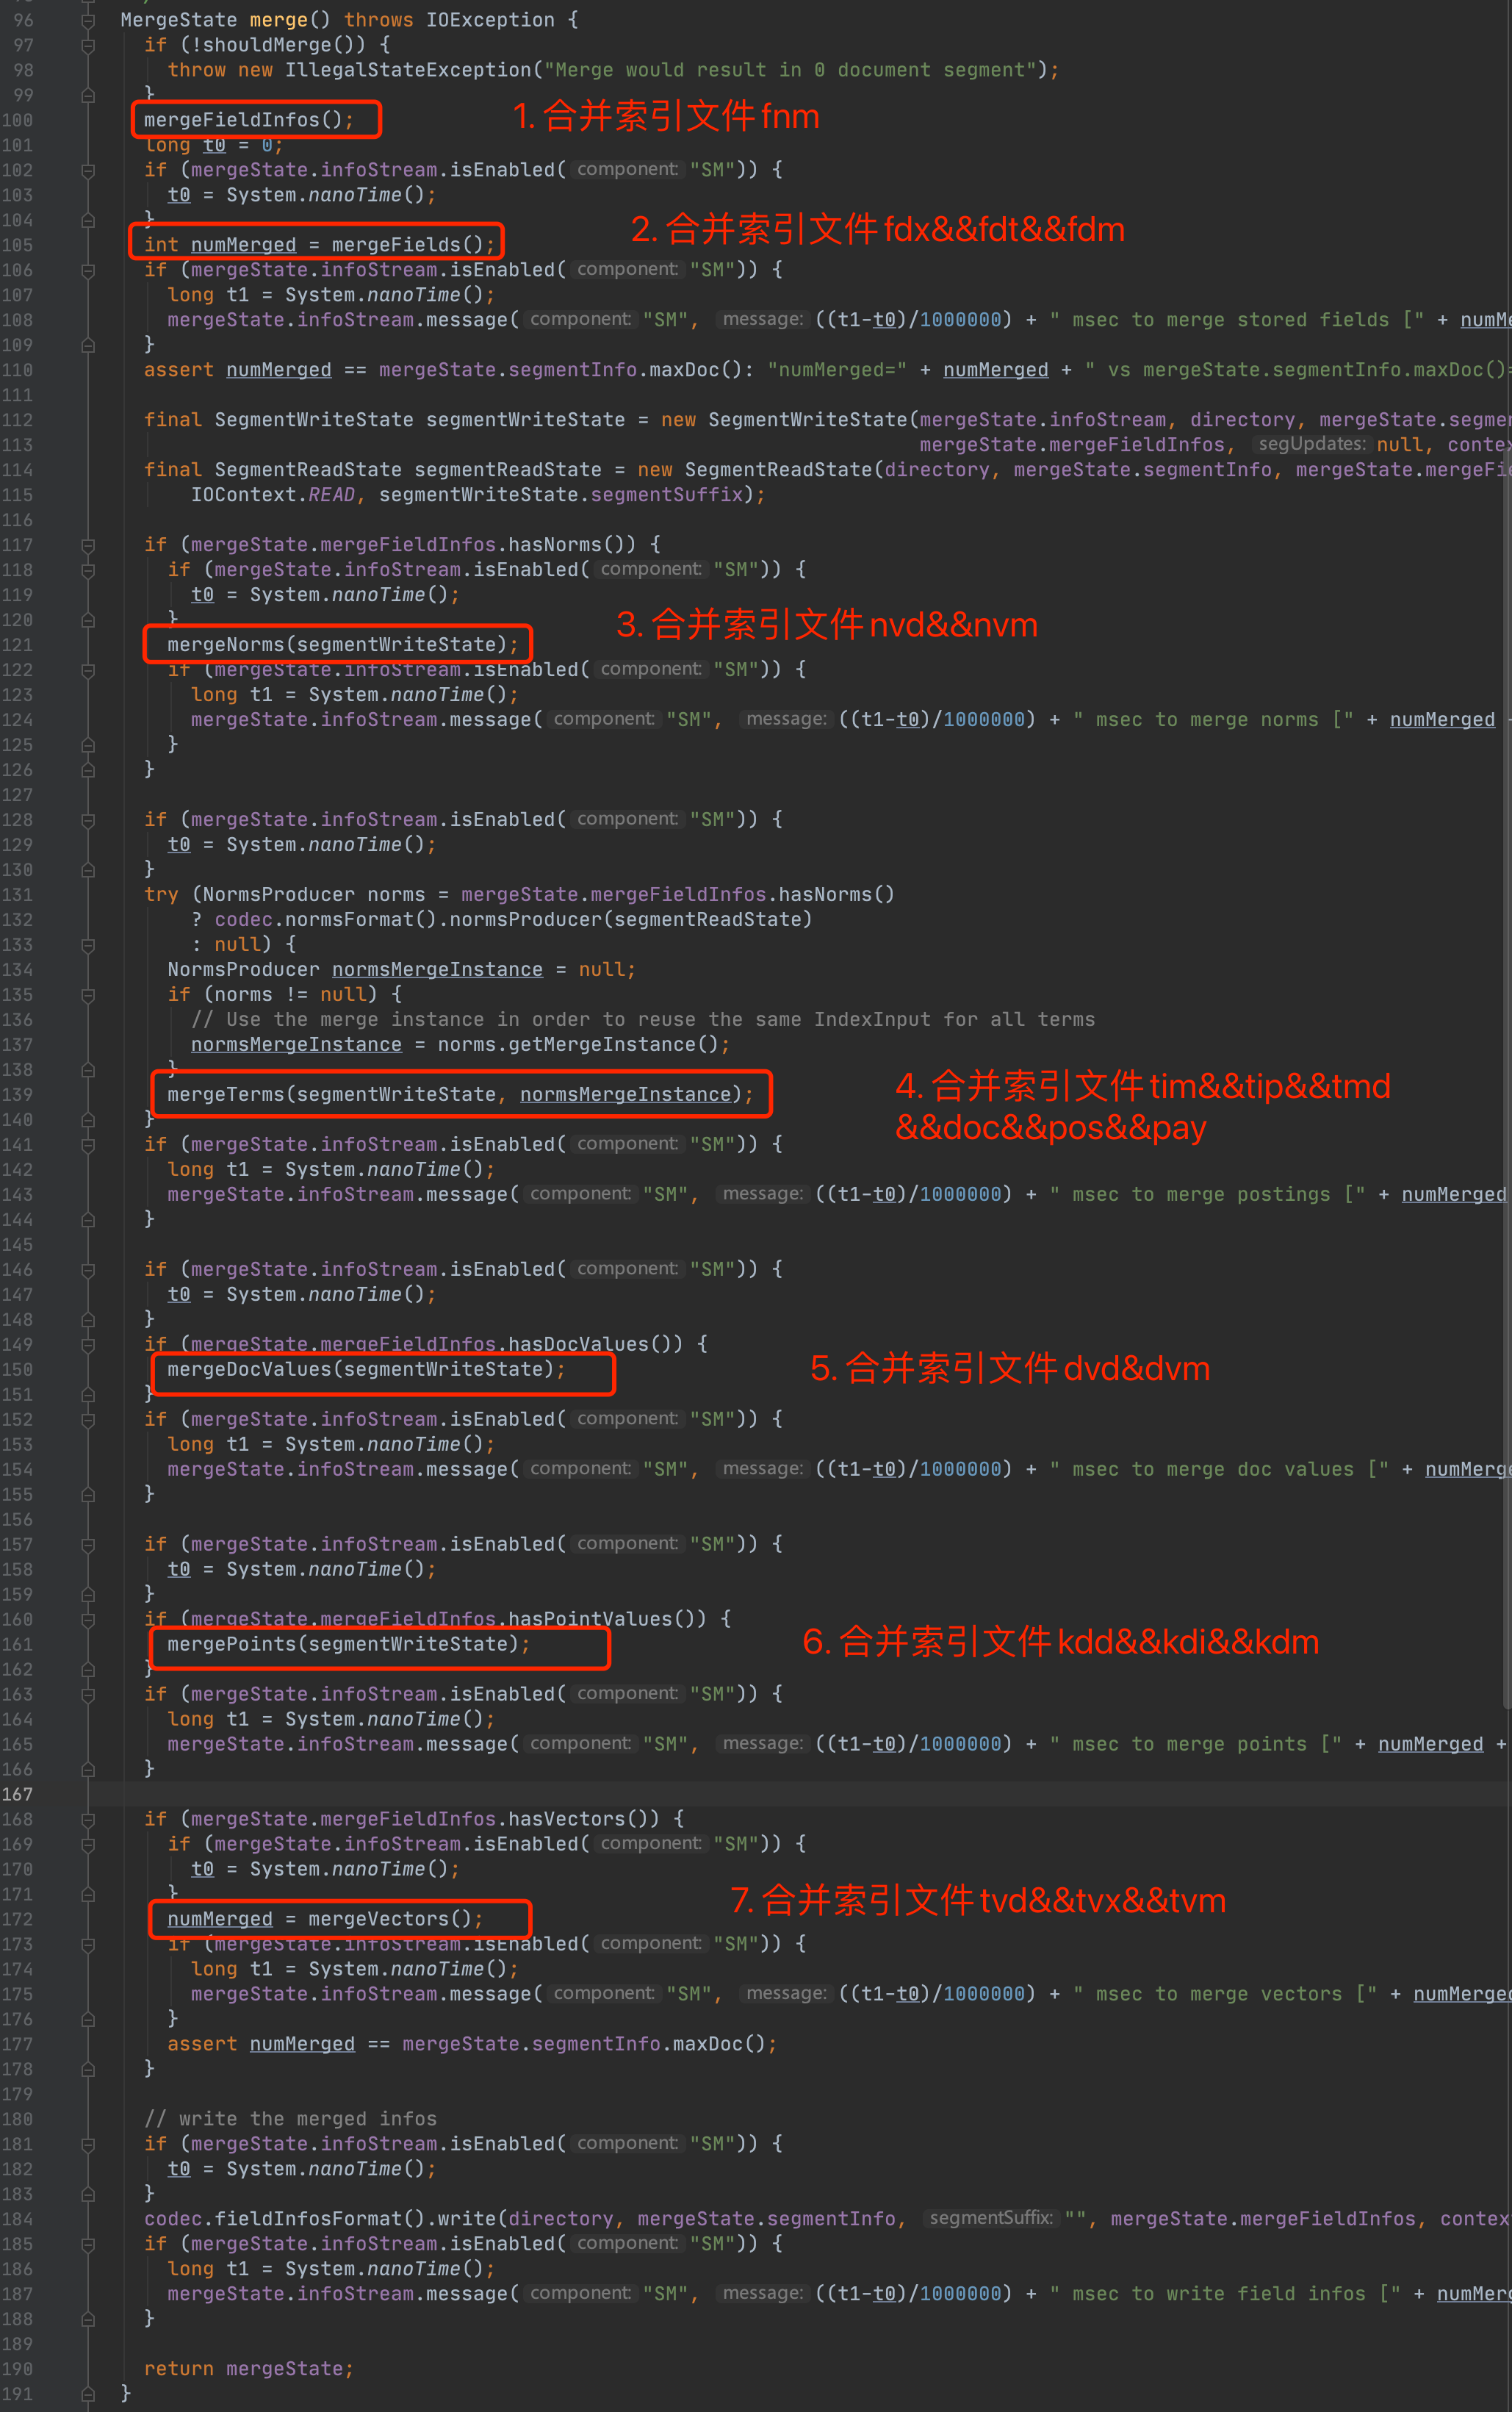 96 MergeState merge() throws IOException {
97 if (!shouldMerge()) {
98 throw new IllegalStateException("Merge would result in 0 document segment");
99 }
100 mergeFieldInfos(); 1. 合并索引文件fnm
101 long t0 = 0;
102 if (mergeState.infoStream.isEnabled( component: "SM")) {
103 t0 = System.nanoTime();
104 }
105 int numMerged = mergeFields(); 2. 合并索引文件fdx&&fdt&&fdm
106 if (mergeState.infoStream.isEnabled( component: "SM")) {
107 long t1 = System.nanoTime();
108 mergeState.infoStream.message( component: "SM", message: ((t1-t0)/1000000) + " msec to merge stored fields [" +
109 }
110 assert numMerged == mergeState.segmentInfo.maxDoc(): "numMerged=" + numMerged + " vs mergeState.segmentInfo.maxDoc()=
111
112 final SegmentWriteState segmentWriteState = new SegmentWriteState(mergeState.infoStream, directory,
113 mergeState.mergeFieldInfos, segUpdates: null,
114 final SegmentReadState segmentReadState = new SegmentReadState(directory, mergeState.segmentInfo,
115 IOContext.READ, segmentWriteState.segmentSuffix);
116
117 if (mergeState.mergeFieldInfos.hasNorms()) {
118 if (mergeState.infoStream.isEnabled( component: "SM")) {
119 t0 = System.nanoTime();
120 }
121 mergeNorms(segmentWriteState); 3. 合并索引文件nvd&&nvm
122 if (mergeState.infoStream.isEnabled( component: "SM")) {
123 long t1 = System.nanoTime();
124 mergeState.infoStream.message( component: "SM", message: ((t1-t0)/1000000) + " msec to merge norms [" + numMerged
125 }
126 }
127
128 if (mergeState.infoStream.isEnabled( component: "SM")) {
129 t0 = System.nanoTime();
130 }
131 try (NormsProducer norms = mergeState.mergeFieldInfos.hasNorms()
132 ? codec.normsFormat().normsProducer(segmentReadState)
133 : null) {
134 NormsProducer normsMergeInstance = null;
135 if (norms != null) {
136 // Use the merge instance in order to reuse the same IndexInput for all terms
137 normsMergeInstance = norms.getMergeInstance();
138 }
139 mergeTerms(segmentWriteState, normsMergeInstance); 4. 合并索引文件tim&&tip&&tmd
140 } &&doc&&pos&&pay
141 if (mergeState.infoStream.isEnabled( component: "SM")) {
142 long t1 = System.nanoTime();
143 mergeState.infoStream.message( component: "SM", message: ((t1-t0)/1000000) + " msec to merge postings [" + numMerged
144 }
145
146 if (mergeState.infoStream.isEnabled( component: "SM")) {
147 t0 = System.nanoTime();
148 }
149 if (mergeState.mergeFieldInfos.hasDocValues()) {
150 mergeDocValues(segmentWriteState); 5. 合并索引文件dvd&dvm
151 }
152 if (mergeState.infoStream.isEnabled( component: "SM")) {
153 long t1 = System.nanoTime();
154 mergeState.infoStream.message( component: "SM", message: ((t1-t0)/1000000) + " msec to merge doc values [" +
155 }
156
157 if (mergeState.infoStream.isEnabled( component: "SM")) {
158 t0 = System.nanoTime();
159 }
160 if (mergeState.mergeFieldInfos.hasPointValues()) {
161 mergePoints(segmentWriteState); 6. 合并索引文件kdd&&kdi&&kdm
162 }
163 if (mergeState.infoStream.isEnabled( component: "SM")) {
164 long t1 = System.nanoTime();
165 mergeState.infoStream.message( component: "SM", message: ((t1-t0)/1000000) + " msec to merge points [" + numMerged +
166 }
167
168 if (mergeState.mergeFieldInfos.hasVectors()) {
169 if (mergeState.infoStream.isEnabled( component: "SM")) {
170 t0 = System.nanoTime();
171 }
172 numMerged = mergeVectors(); 7. 合并索引文件tvd&&tvx&&tvm
173 if (mergeState.infoStream.isEnabled( component: "SM")) {
174 long t1 = System.nanoTime();
175 mergeState.infoStream.message( component: "SM", message: ((t1-t0)/1000000) + " msec to merge vectors [" +
176 }
177 assert numMerged == mergeState.segmentInfo.maxDoc();
178 }
179
180 // write the merged infos
181 if (mergeState.infoStream.isEnabled( component: "SM")) {
182 t0 = System.nanoTime();
183 }
184 codec.fieldInfosFormat().write(directory, mergeState.segmentInfo, segmentSuffix: "", mergeState.mergeFieldInfos,
185 if (mergeState.infoStream.isEnabled( component: "SM")) {
186 long t1 = System.nanoTime();
187 mergeState.infoStream.message( component: "SM", message: ((t1-t0)/1000000) + " msec to write field infos [" +
188 }
189
190 return mergeState;
191 }